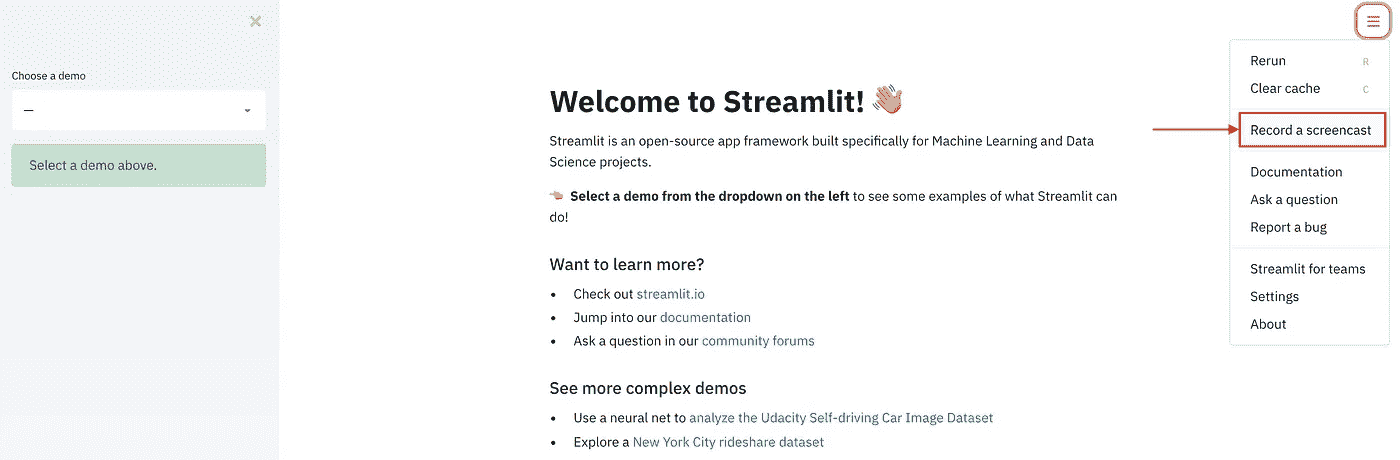 Choose a demo
—
Select a demo above.
Welcome to Streamlit! 👋
Streamlit is an open-source app framework built specifically for Machine Learning and Data
Science projects.
👈 Select a demo from the dropdown on the left to see some examples of what Streamlit can
do!
Want to learn more?
• Check out streamlit.io
• Jump into our documentation
• Ask a question in our community forums
See more complex demos
• Use a neural net to analyze the Udacity Self-driving Car Image Dataset
• Explore a New York City rideshare dataset
Rerun R
Clear cache C
Record a screencast
Documentation
Ask a question
Report a bug
Streamlit for teams
Settings
About